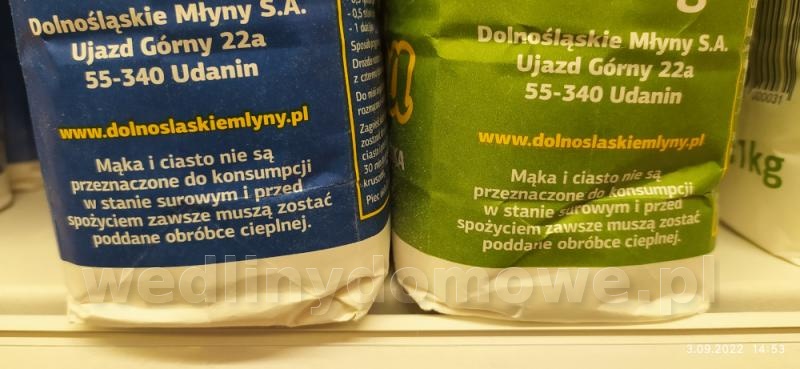 Dolnośląskie Młyny S.A.
Ujazd Górny 22a
55-340 Udanin
www.dolnoslaskiemlyny.pl
Mąka i ciasto nie są
przeznaczone do konsumpcji
w stanie surowym i przed
spożyciem zawsze muszą zostać
poddane obróbce cieplnej.
Dolnośląskie Młyny S.A.
Ujazd Górny 22a
55-340 Udanin
www.dolnoslaskiemlyny.pl
Mąka i ciasto nie są
przeznaczone do konsumpcji
w stanie surowym i przed
spożyciem zawsze muszą zostać
poddane obróbce cieplnej.
1kg
wedlinydomowe.pl
3.09.2022 14:53